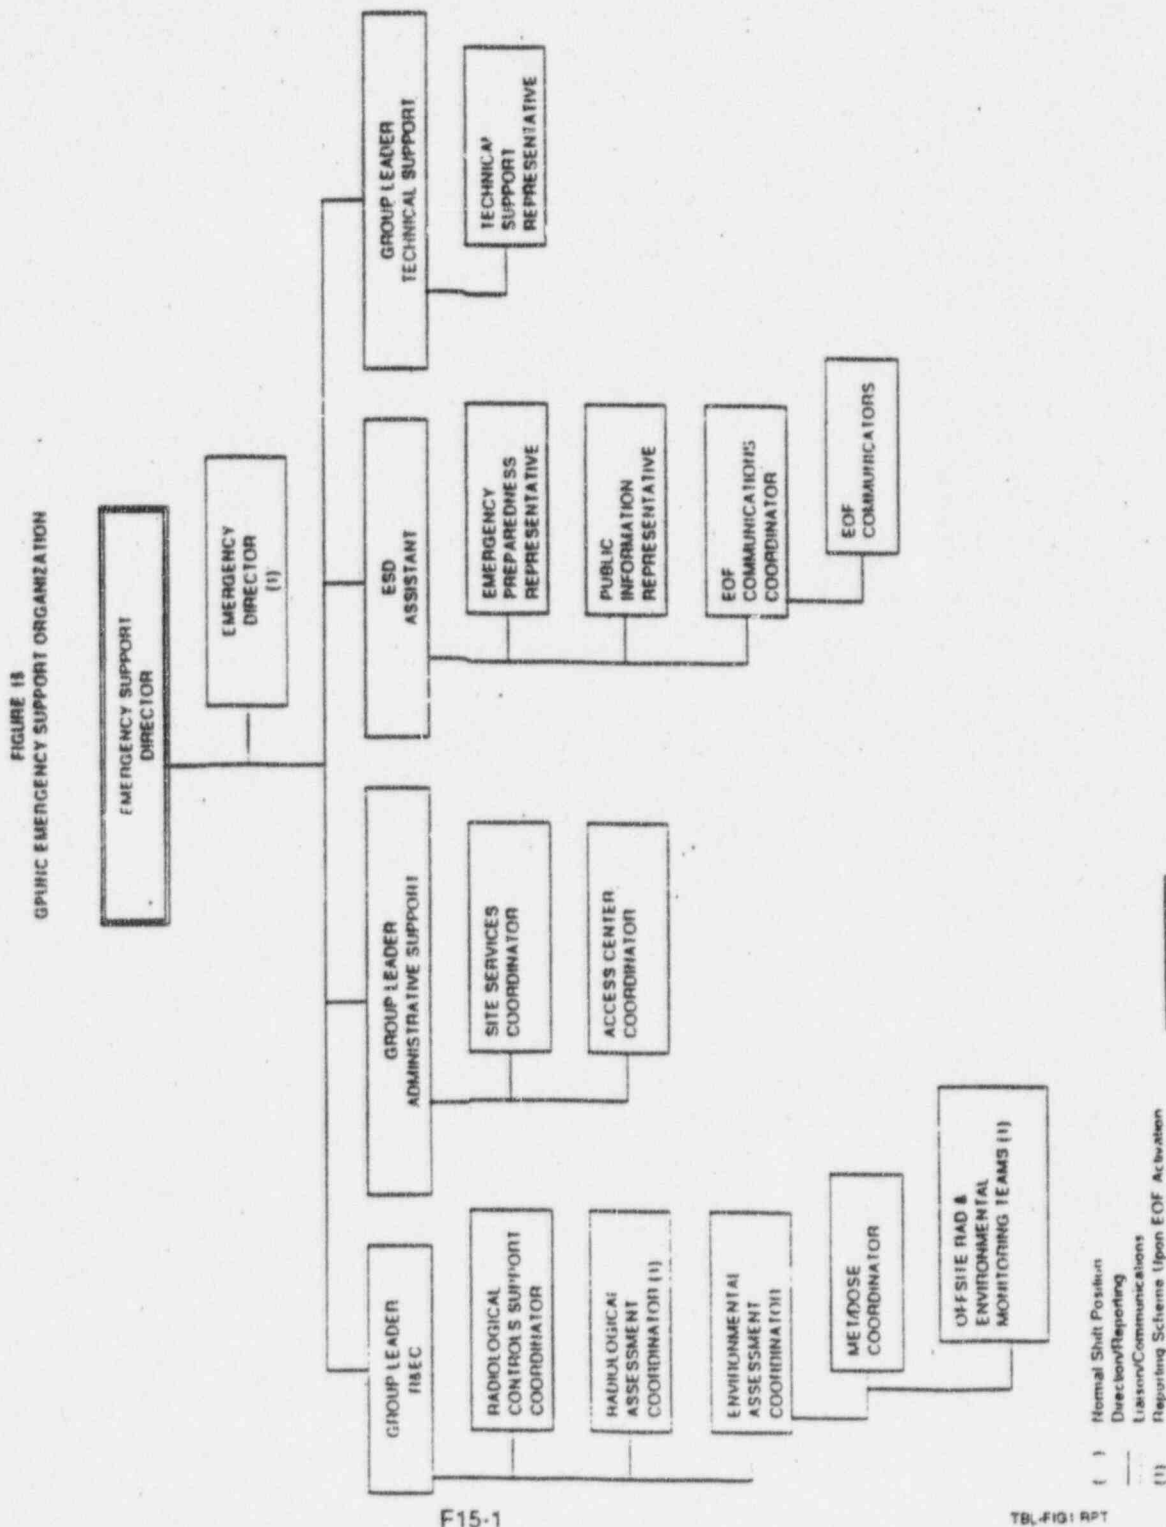 FIGURE 15
GPUNC EMERGENCY SUPPORT ORGANIZATION
EMERGENCY SUPPORT
DIRECTOR
EMERGENCY
DIRECTOR
(1)
GROUP LEADER
R&EC
RADIOLOGICAL
CONTROLS SUPPORT
COORDINATOR
RADIOLOGICAL
ASSESSMENT
COORDINATOR (1)
ENVIRONMENTAL
ASSESSMENT
COORDINATOR
MET/DOSE
COORDINATOR
OFFSITE RAD &
ENVIRONMENTAL
MONITORING TEAMS (1)
GROUP LEADER
ADMINISTRATIVE SUPPORT
SITE SERVICES
COORDINATOR
ACCESS CENTER
COORDINATOR
ESD
ASSISTANT
EMERGENCY
PREPAREDNESS
REPRESENTATIVE
PUBLIC
INFORMATION
REPRESENTATIVE
EOF
COMMUNICATIONS
COORDINATOR
EOF
COMMUNICATORS
GROUP LEADER
TECHNICAL SUPPORT
TECHNICAL
SUPPORT
REPRESENTATIVE
( ) Normal Shift Position
Direction/Reporting
Liaison/Communications
(1) Reporting Scheme Upon EOF Activation
F15-1
TBL-FIG1 RPT